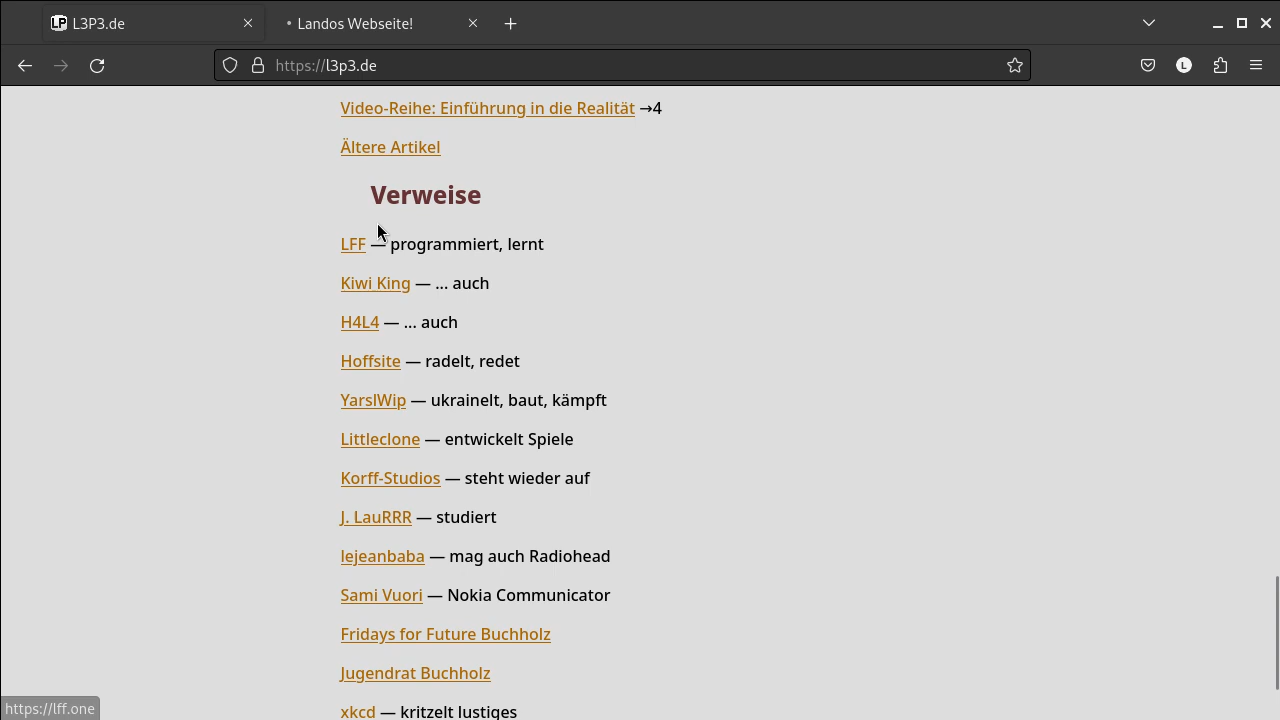 L3P3.de
Landos Webseite!
https://l3p3.de
L
Video-Reihe: Einführung in die Realität →4
Ältere Artikel
Verweise
LFF — programmiert, lernt
Kiwi King — ... auch
H4L4 — ... auch
Hoffsite — radelt, redet
YarslWip — ukrainelt, baut, kämpft
Littleclone — entwickelt Spiele
Korff-Studios — steht wieder auf
J. LauRRR — studiert
lejeanbaba — mag auch Radiohead
Sami Vuori — Nokia Communicator
Fridays for Future Buchholz
Jugendrat Buchholz
xkcd — kritzelt lustiges
https://lff.one